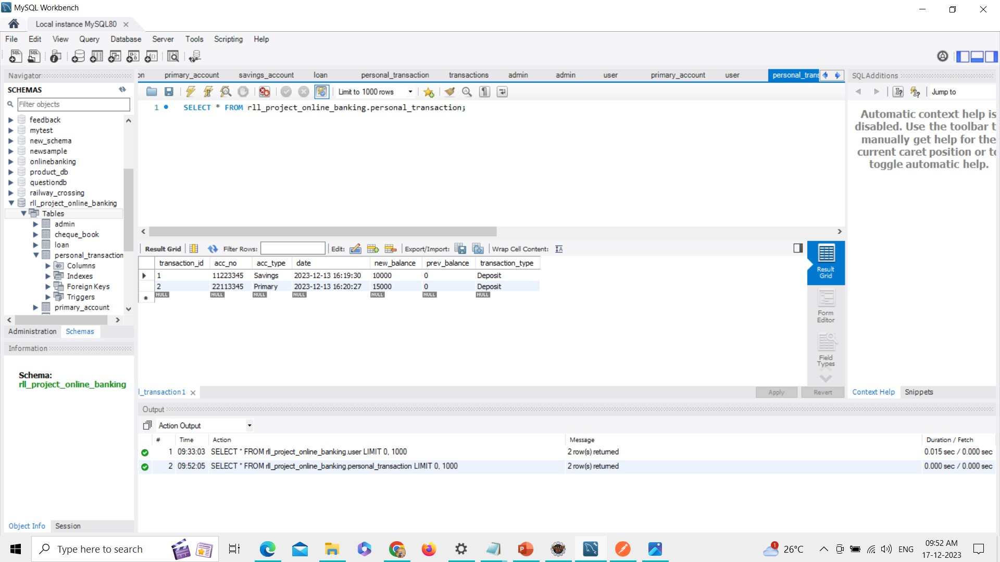 MySQL Workbench
Local instance MySQL80
File Edit View Query Database Server Tools Scripting Help
Navigator
SCHEMAS
Filter objects
feedback
mytest
new_schema
newsample
onlinebanking
product_db
questiondb
railway_crossing
rll_project_online_banking
Tables
admin
cheque_book
loan
personal_transaction
Columns
Indexes
Foreign Keys
Triggers
primary_account
Administration Schemas
Information
Schema:
rll_project_online_banking
Object Info Session
on primary_account savings_account loan personal_transaction transactions admin admin user primary_account user personal_trans
Limit to 1000 rows
1 SELECT * FROM rll_project_online_banking.personal_transaction;
Result Grid Filter Rows: Edit: Export/Import: Wrap Cell Content:
transaction_id acc_no acc_type date new_balance prev_balance transaction_type
1 11223345 Savings 2023-12-13 16:19:30 10000 0 Deposit
2 22113345 Primary 2023-12-13 16:20:27 15000 0 Deposit
NULL NULL NULL NULL NULL NULL NULL
Result
Grid
Form
Editor
Field
Types
l_transaction1
Apply Revert
SQLAdditions
Jump to
Automatic context help is
disabled. Use the toolbar t
manually get help for the
current caret position or to
toggle automatic help.
Context Help Snippets
Output
Action Output
# Time Action Message Duration / Fetch
1 09:33:03 SELECT * FROM rll_project_online_banking.user LIMIT 0, 1000 2 row(s) returned 0.015 sec / 0.000 sec
2 09:52:05 SELECT * FROM rll_project_online_banking.personal_transaction LIMIT 0, 1000 2 row(s) returned 0.000 sec / 0.000 sec
Type here to search
1
26°C
ENG
09:52 AM
17-12-2023